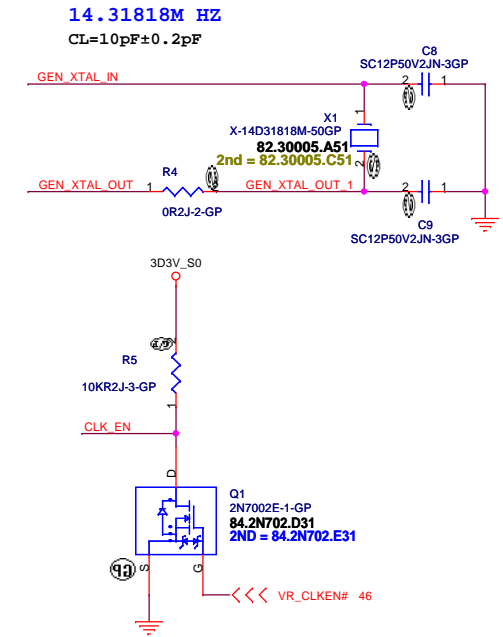 14.31818M HZ
CL=10pF±0.2pF
C8
SC12P50V2JN-3GP
GEN_XTAL_IN
2
1
X1
1
X-14D31818M-50GP
82.30005.A51
2nd = 82.30005.C51
2
R4
GEN_XTAL_OUT
1
2
GEN_XTAL_OUT_1
2
1
0R2J-2-GP
C9
SC12P50V2JN-3GP
3D3V_S0
2
R5
10KR2J-3-GP
1
CLK_EN
D
Q1
2N7002E-1-GP
84.2N702.D31
2ND = 84.2N702.E31
GP
S
G
VR_CLKEN# 46